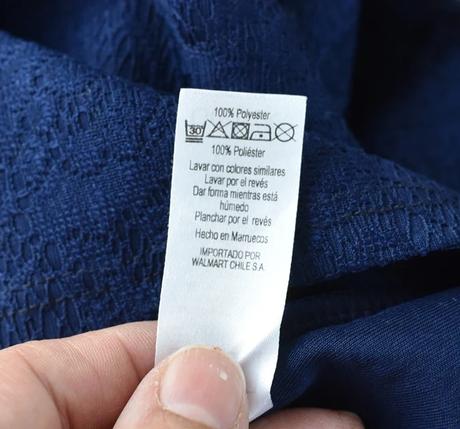 100% Polyester
30°
100% Poliéster
Lavar con colores similares
Lavar por el revés
Dar forma mientras está
húmedo
Planchar por el revés
Hecho en Marruecos
IMPORTADO POR
WALMART CHILE S.A.